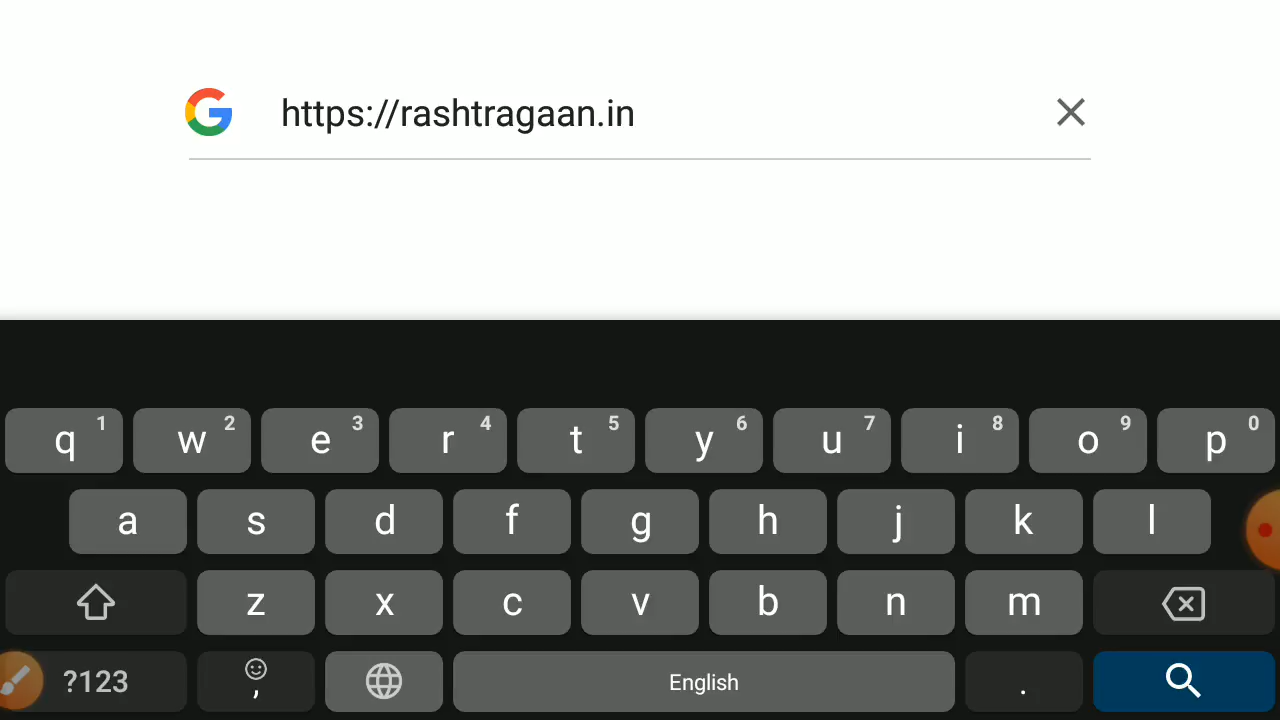 https://rashtragaan.in
q 1 w 2 e 3 r 4 t 5 y 6 u 7 i 8 o 9 p 0
a s d f g h j k l
z x c v b n m
?123 , English .